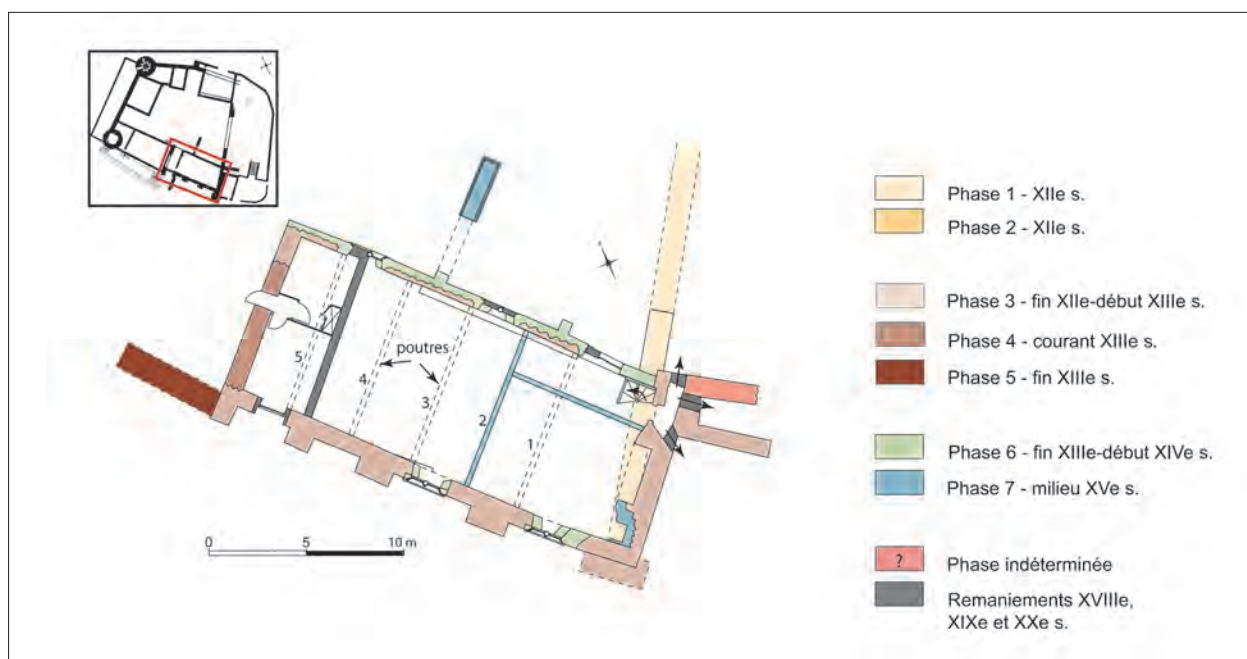 Phase 1 - XIIe s.
Phase 2 - XIIe s.
Phase 3 - fin XIIe-début XIIIe s.
Phase 4 - courant XIIIe s.
Phase 5 - fin XIIIe s.
Phase 6 - fin XIIIe-début XIVe s.
Phase 7 - milieu XVe s.
? Phase indéterminée
Remaniements XVIIIe,
XIXe et XXe s.
poutres
5
4
3
2
1
0 5 10 m